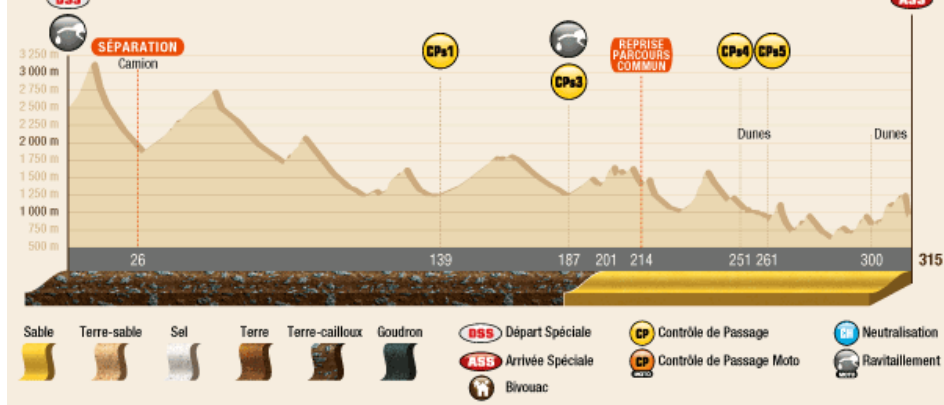 DSS
ASS
SÉPARATION
Camion
CPs1
CPs3
REPRISE
PARCOURS
COMMUN
CPs4 CPs5
3 250 m
3 000 m
2 750 m
2 500 m
2 250 m
2 000 m
1 750 m
1 500 m
1 250 m
1 000 m
750 m
500 m
Dunes
Dunes
26 139 187 201 214 251 261 300 315
Sable Terre-sable Sel Terre Terre-cailloux Goudron
DSS Départ Spéciale
ASS Arrivée Spéciale
Bivouac
CP Contrôle de Passage
CP MOTO Contrôle de Passage Moto
CH Neutralisation
MOTO Ravitaillement